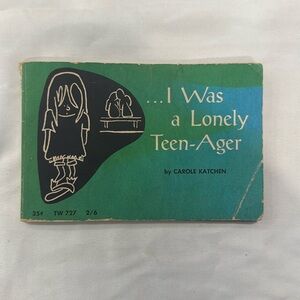 ...I Was
a Lonely
Teen-Ager
by CAROLE KATCHEN
35¢ TW 727 2/6